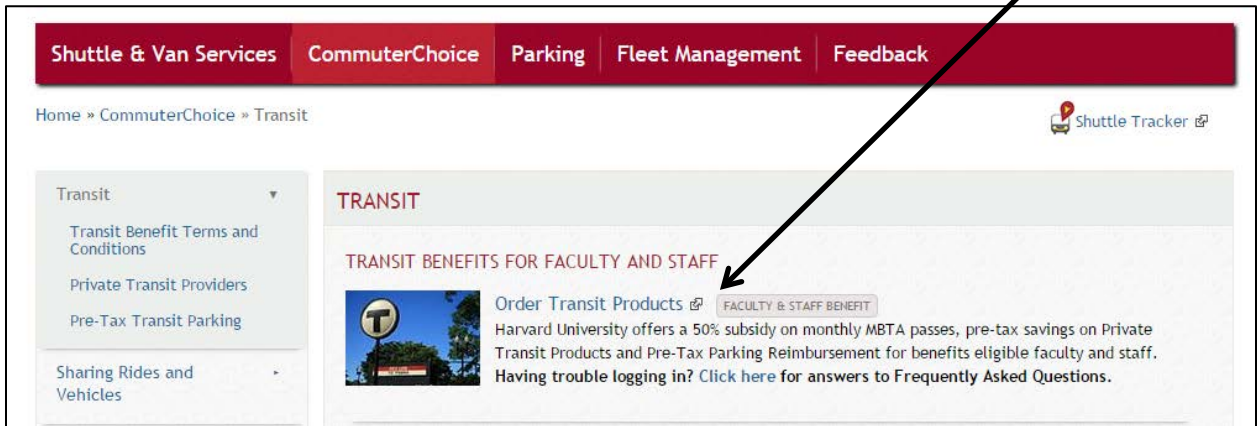 Shuttle & Van Services CommuterChoice Parking Fleet Management Feedback
Home » CommuterChoice » Transit
Shuttle Tracker
Transit
Transit Benefit Terms and
Conditions
Private Transit Providers
Pre-Tax Transit Parking
Sharing Rides and
Vehicles
TRANSIT
TRANSIT BENEFITS FOR FACULTY AND STAFF
T
Order Transit Products FACULTY & STAFF BENEFIT
Harvard University offers a 50% subsidy on monthly MBTA passes, pre-tax savings on Private
Transit Products and Pre-Tax Parking Reimbursement for benefits eligible faculty and staff.
Having trouble logging in? Click here for answers to Frequently Asked Questions.